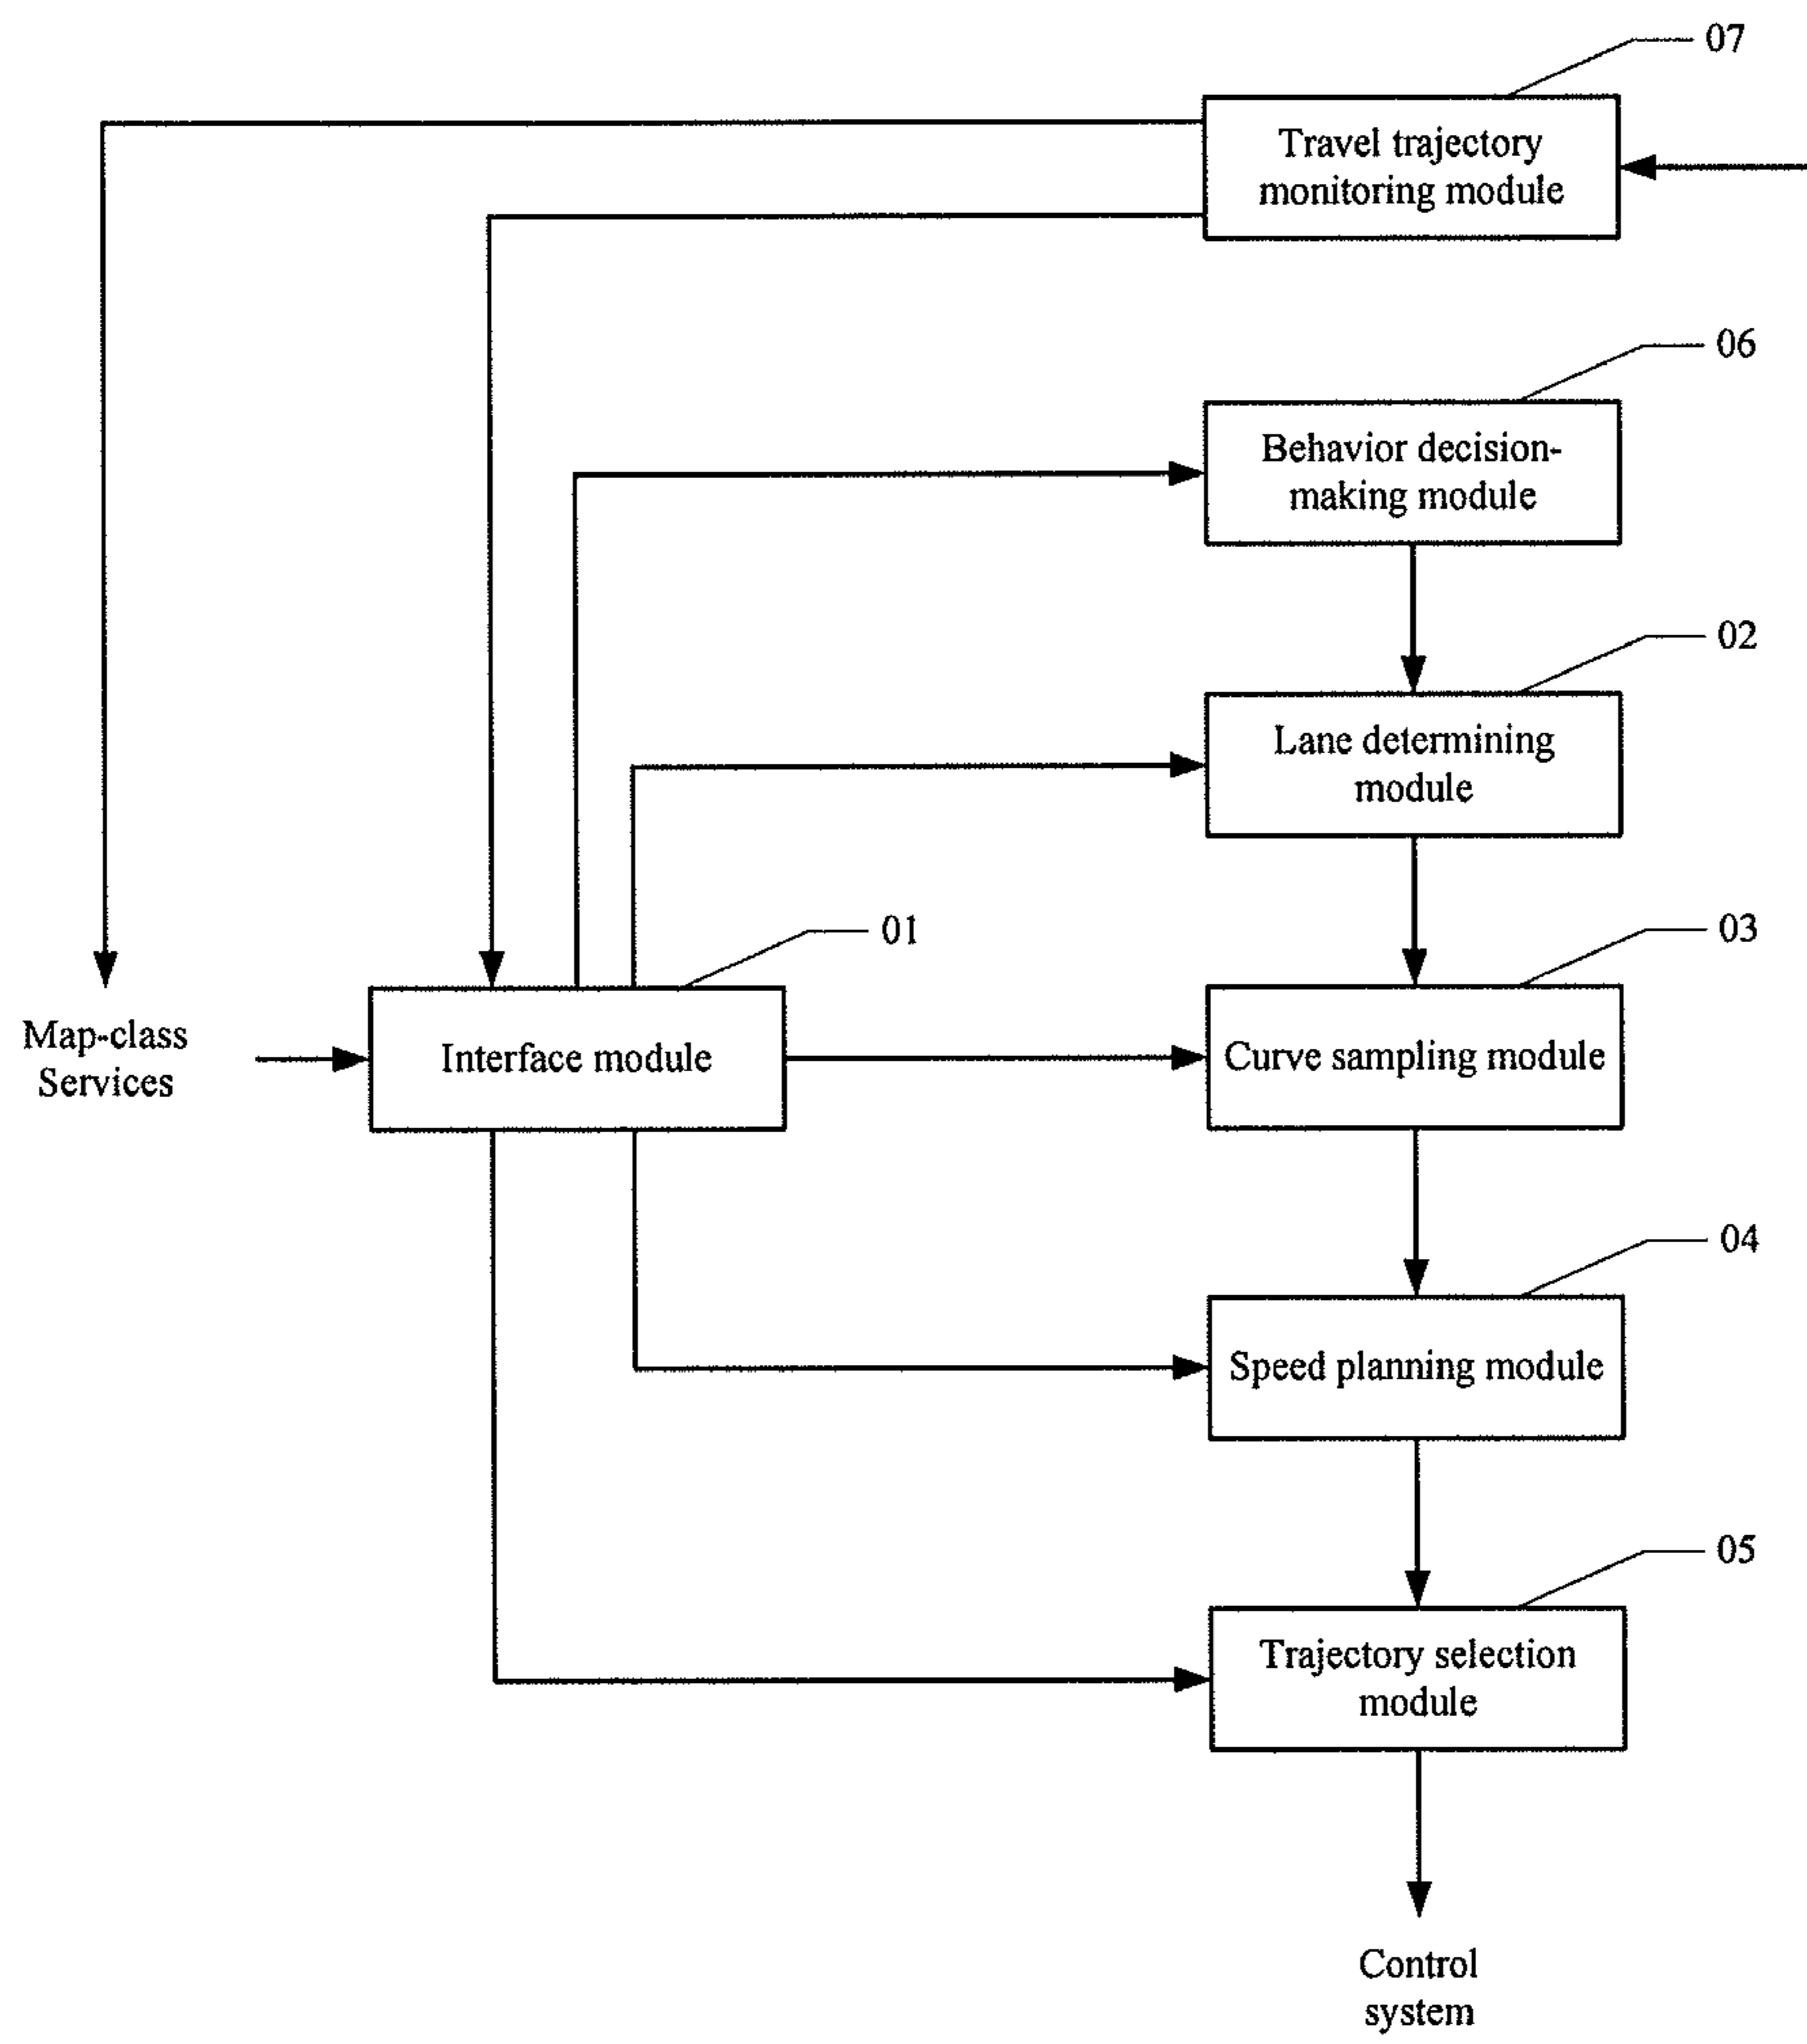 07
Travel trajectory
monitoring module
06
Behavior decision-
making module
02
Lane determining
module
01
03
Map-class
Services
Interface module
Curve sampling module
04
Speed planning module
05
Trajectory selection
module
Control
system